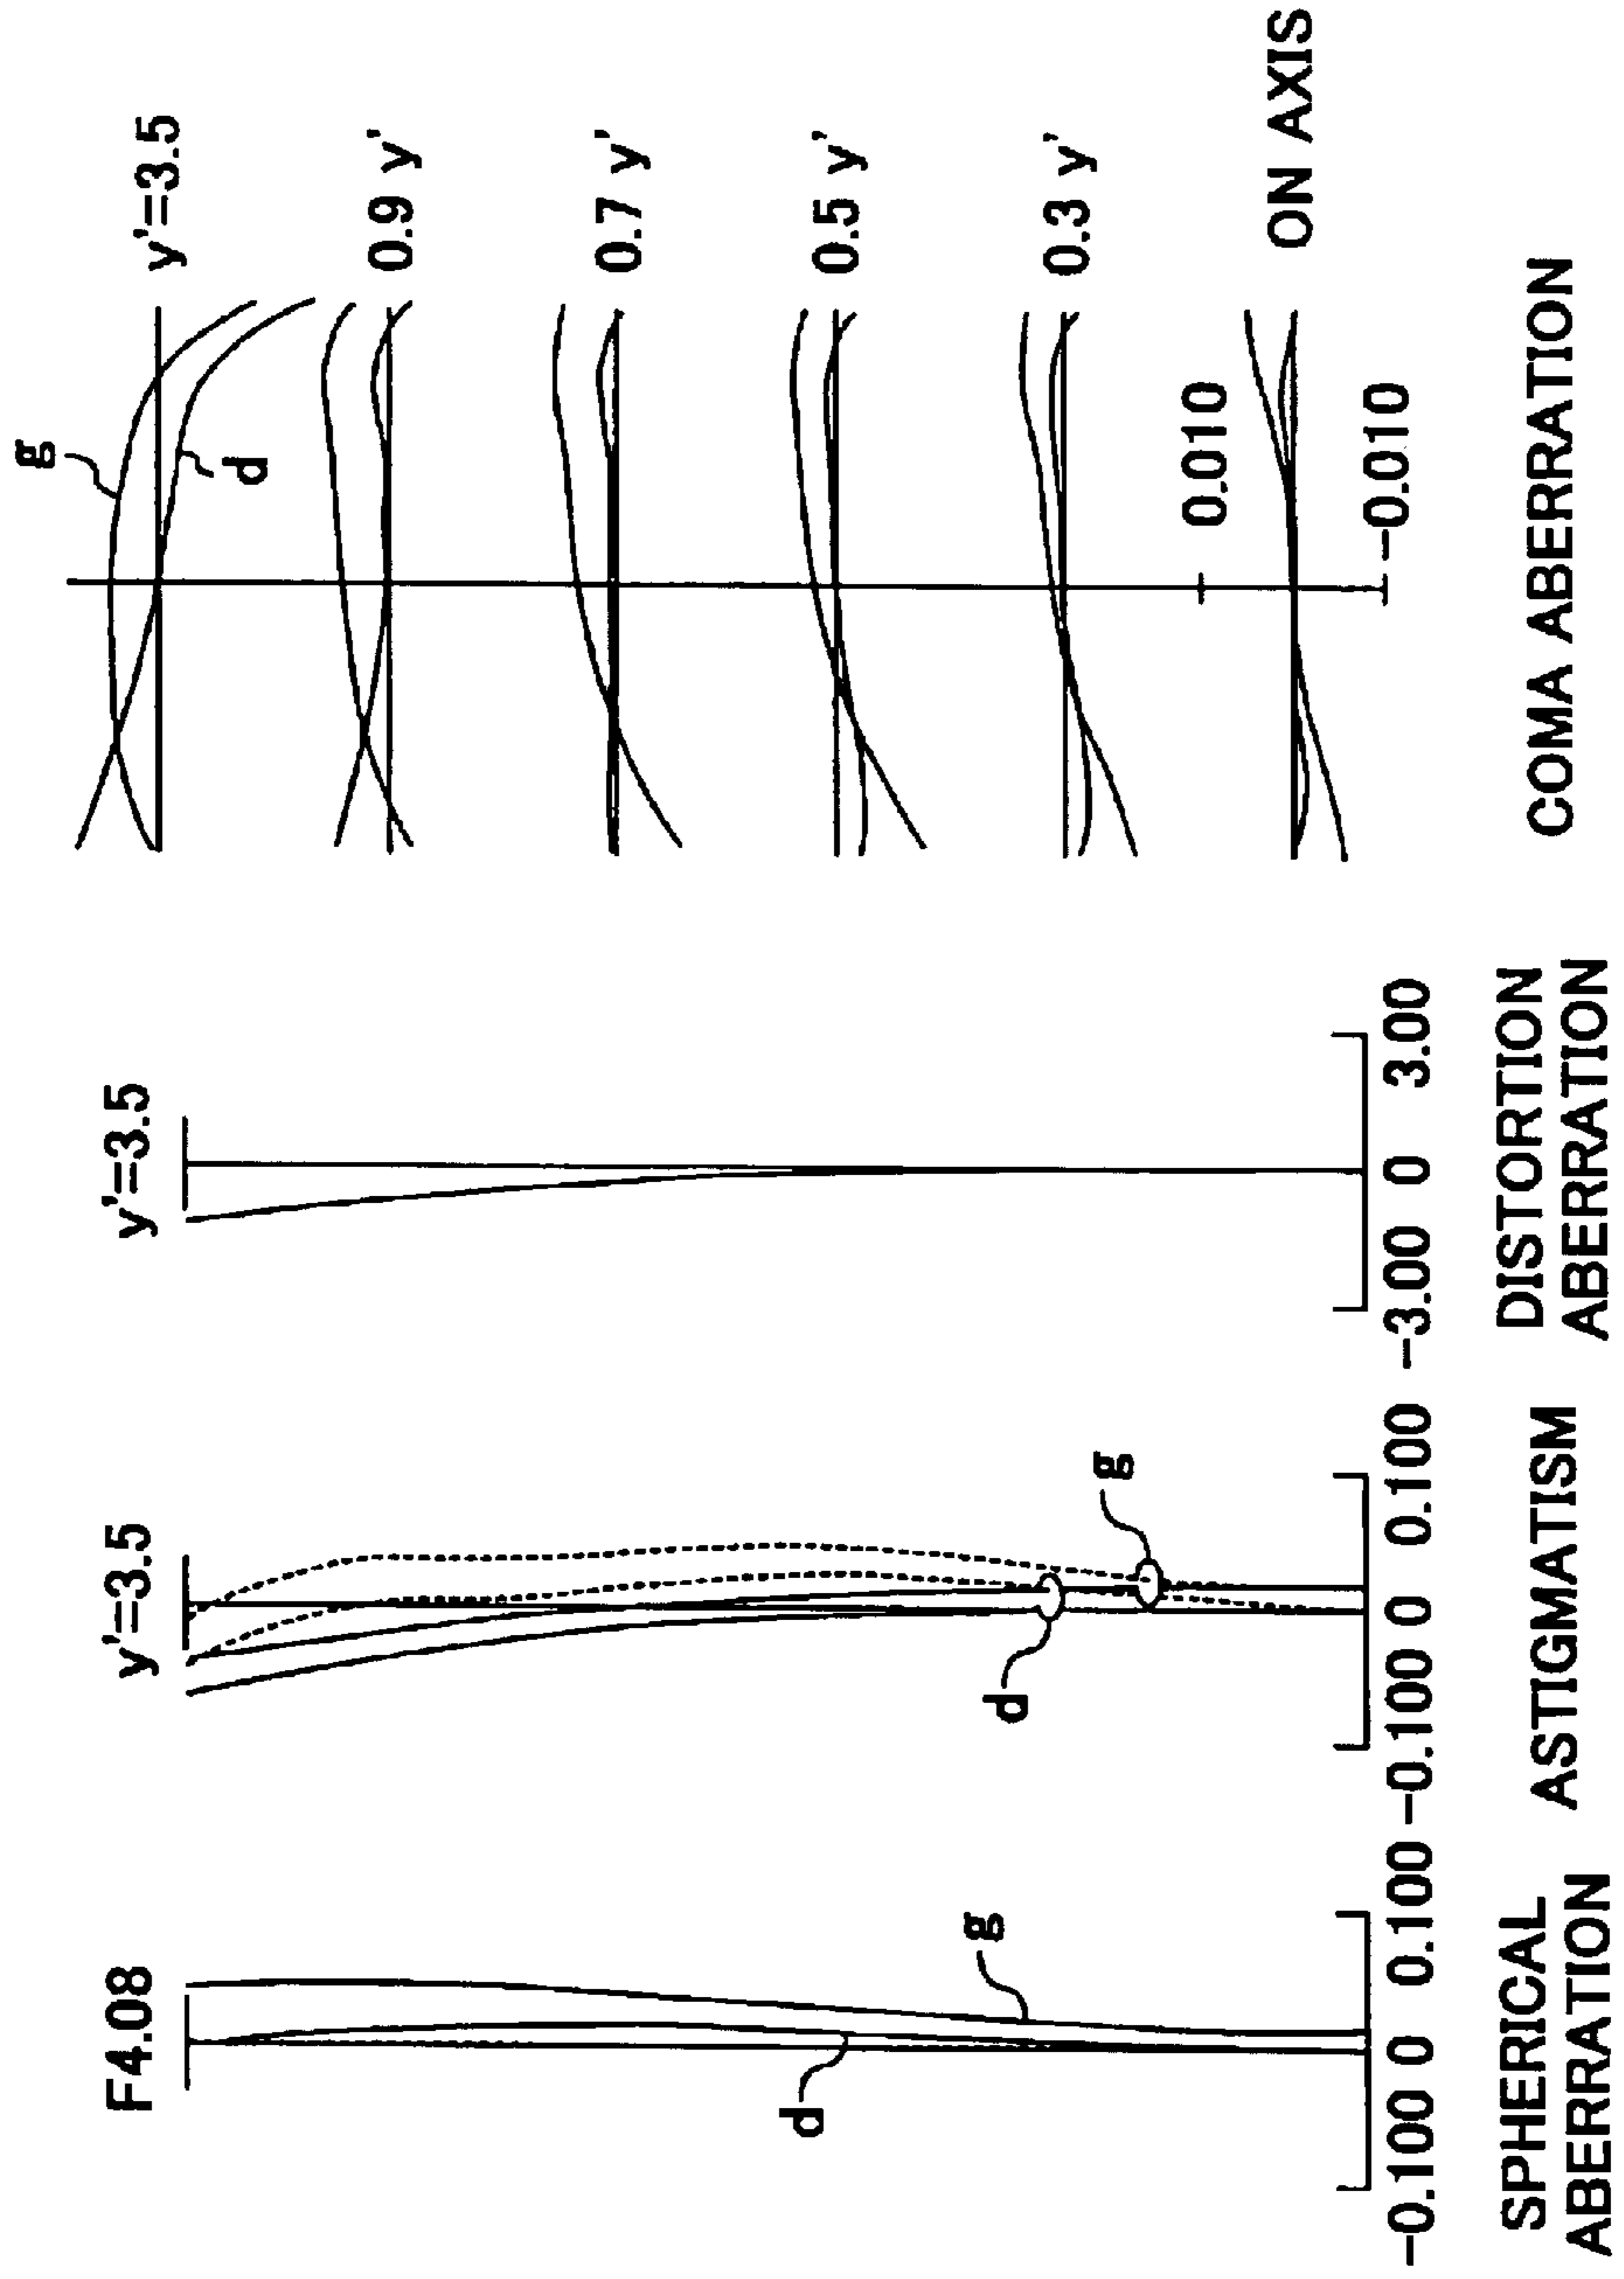 F4.08
g
d
-0.100 0 0.100
SPHERICAL
ABERRATION
y'=3.5
g
d
-0.100 0 0.100
ASTIGMATISM
y'=3.5
-3.00 0 3.00
DISTORTION
ABERRATION
g
d
y'=3.5
0.9 y'
0.7 y'
0.5 y'
0.3 y'
0.010
ON AXIS
-0.010
COMA ABERRATION